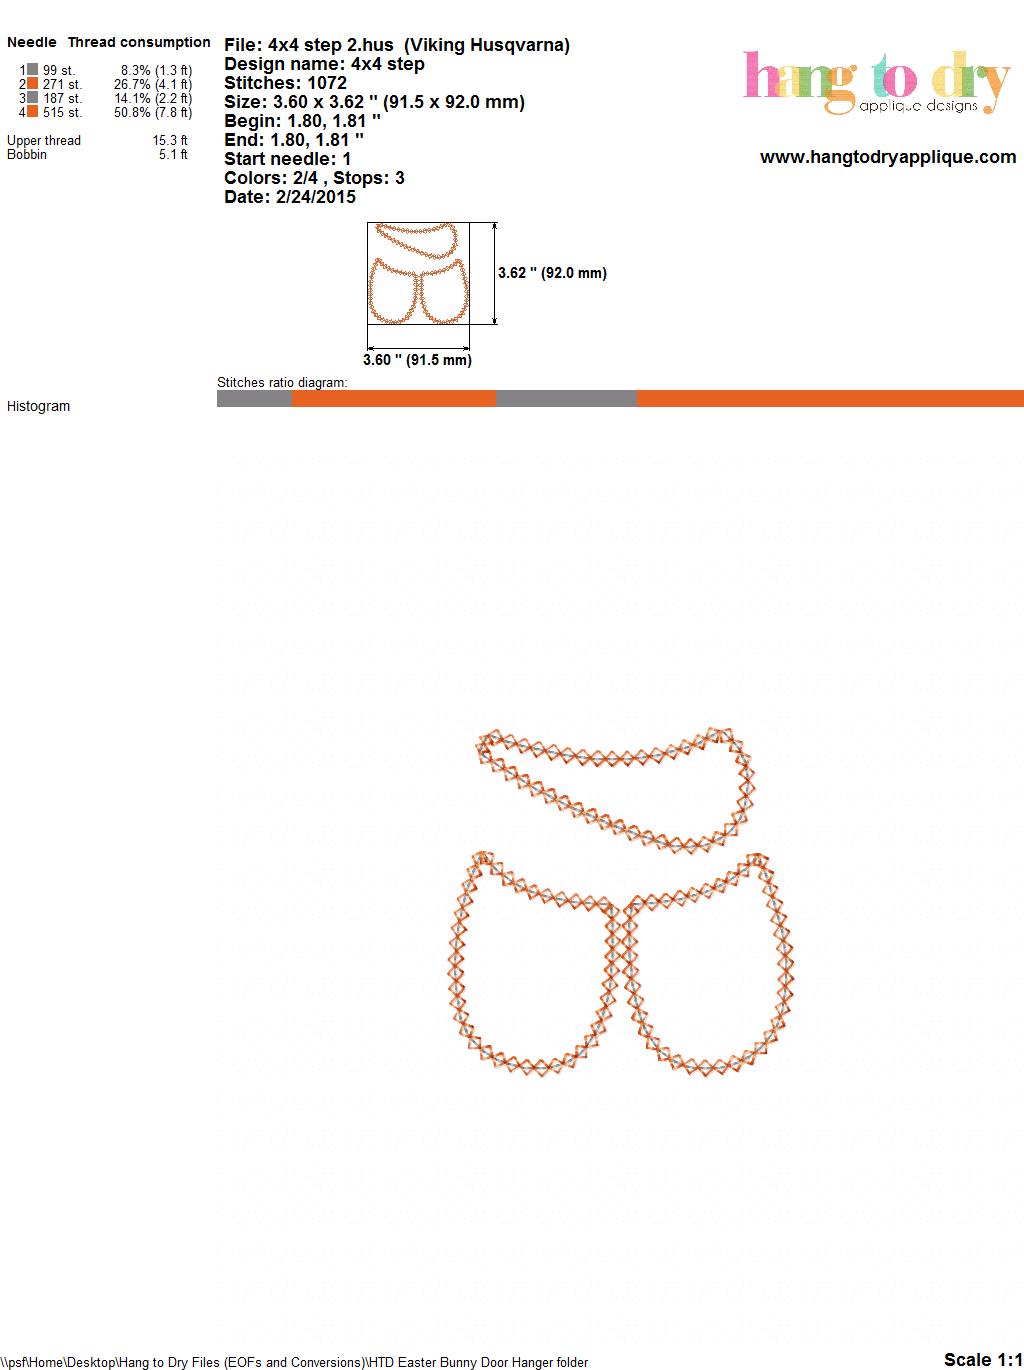 Needle Thread consumption
1 99 st. 8.3% (1.3 ft)
2 271 st. 26.7% (4.1 ft)
3 187 st. 14.1% (2.2 ft)
4 515 st. 50.8% (7.8 ft)
Upper thread 15.3 ft
Bobbin 5.1 ft
File: 4x4 step 2.hus (Viking Husqvarna)
Design name: 4x4 step
Stitches: 1072
Size: 3.60 x 3.62 " (91.5 x 92.0 mm)
Begin: 1.80, 1.81 "
End: 1.80, 1.81 "
Start needle: 1
Colors: 2/4 , Stops: 3
Date: 2/24/2015
hang to dry
applique designs
www.hangtodryapplique.com
3.62 " (92.0 mm)
3.60 " (91.5 mm)
Stitches ratio diagram:
Histogram
\\psf\Home\Desktop\Hang to Dry Files (EOFs and Conversions)\HTD Easter Bunny Door Hanger folder
Scale 1:1